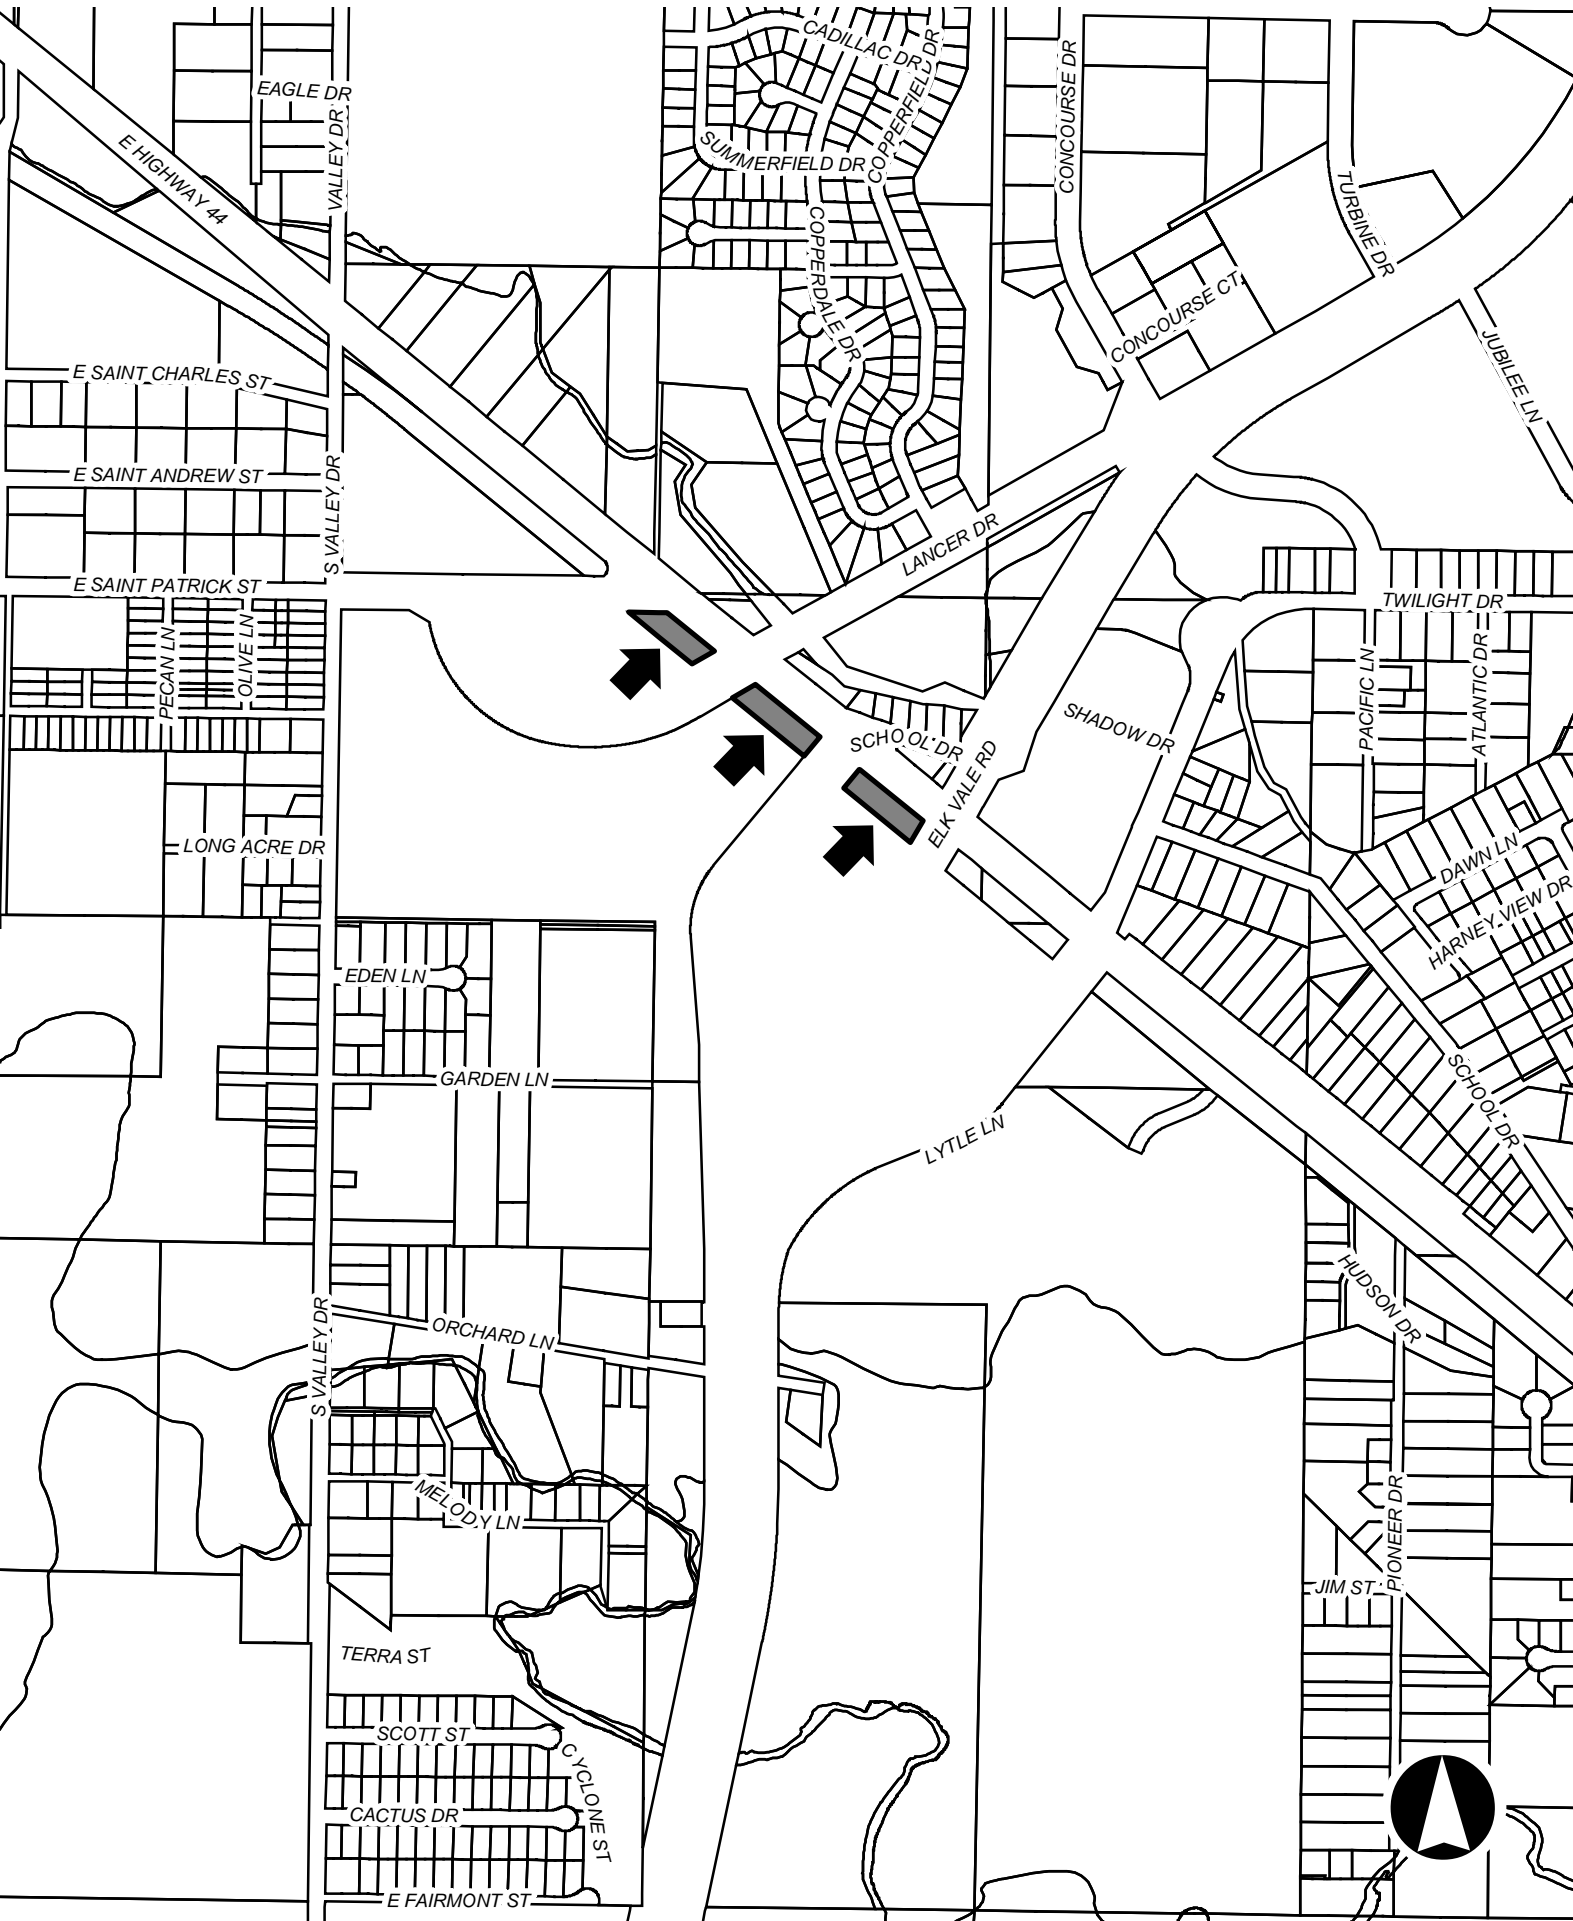 CADILLAC DR
COPPERFIELD DR
CONCOURSE DR
EAGLE DR
VALLEY DR
E HIGHWAY 44
SUMMERFIELD DR
TURBINE DR
COPPERDALE DR
CONCOURSE CT
JUBILEE LN
E SAINT CHARLES ST
E SAINT ANDREW ST
S VALLEY DR
LANCER DR
E SAINT PATRICK ST
TWILIGHT DR
PECAN LN
OLIVE LN
PACIFIC LN
ATLANTIC DR
SHADOW DR
SCHOOL DR
ELK VALE RD
LONG ACRE DR
DAWN LN
HARNEY VIEW DR
EDEN LN
GARDEN LN
SCHOOL DR
LYTLE LN
HUDSON DR
S VALLEY DR
ORCHARD LN
MELODY LN
PIONEER DR
JIM ST
TERRA ST
SCOTT ST
CYCLONE ST
CACTUS DR
E FAIRMONT ST